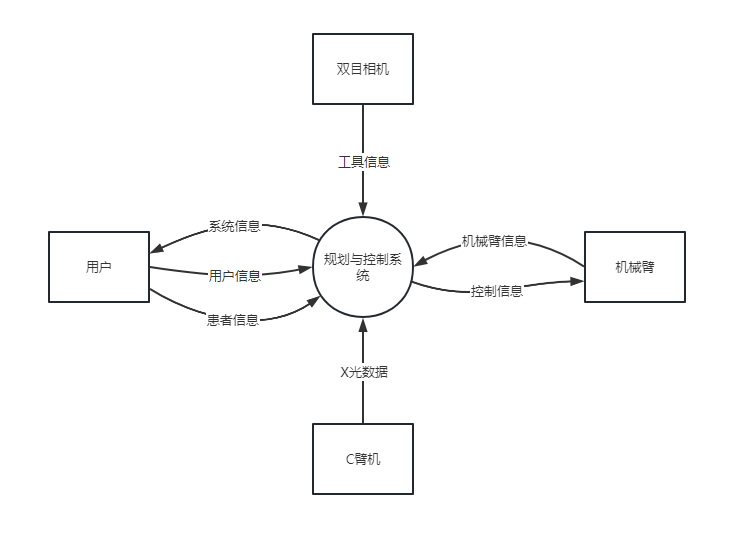 双目相机
工具信息
系统信息
机械臂信息
用户
用户信息
规划与控制系
统
机械臂
控制信息
患者信息
X光数据
C臂机